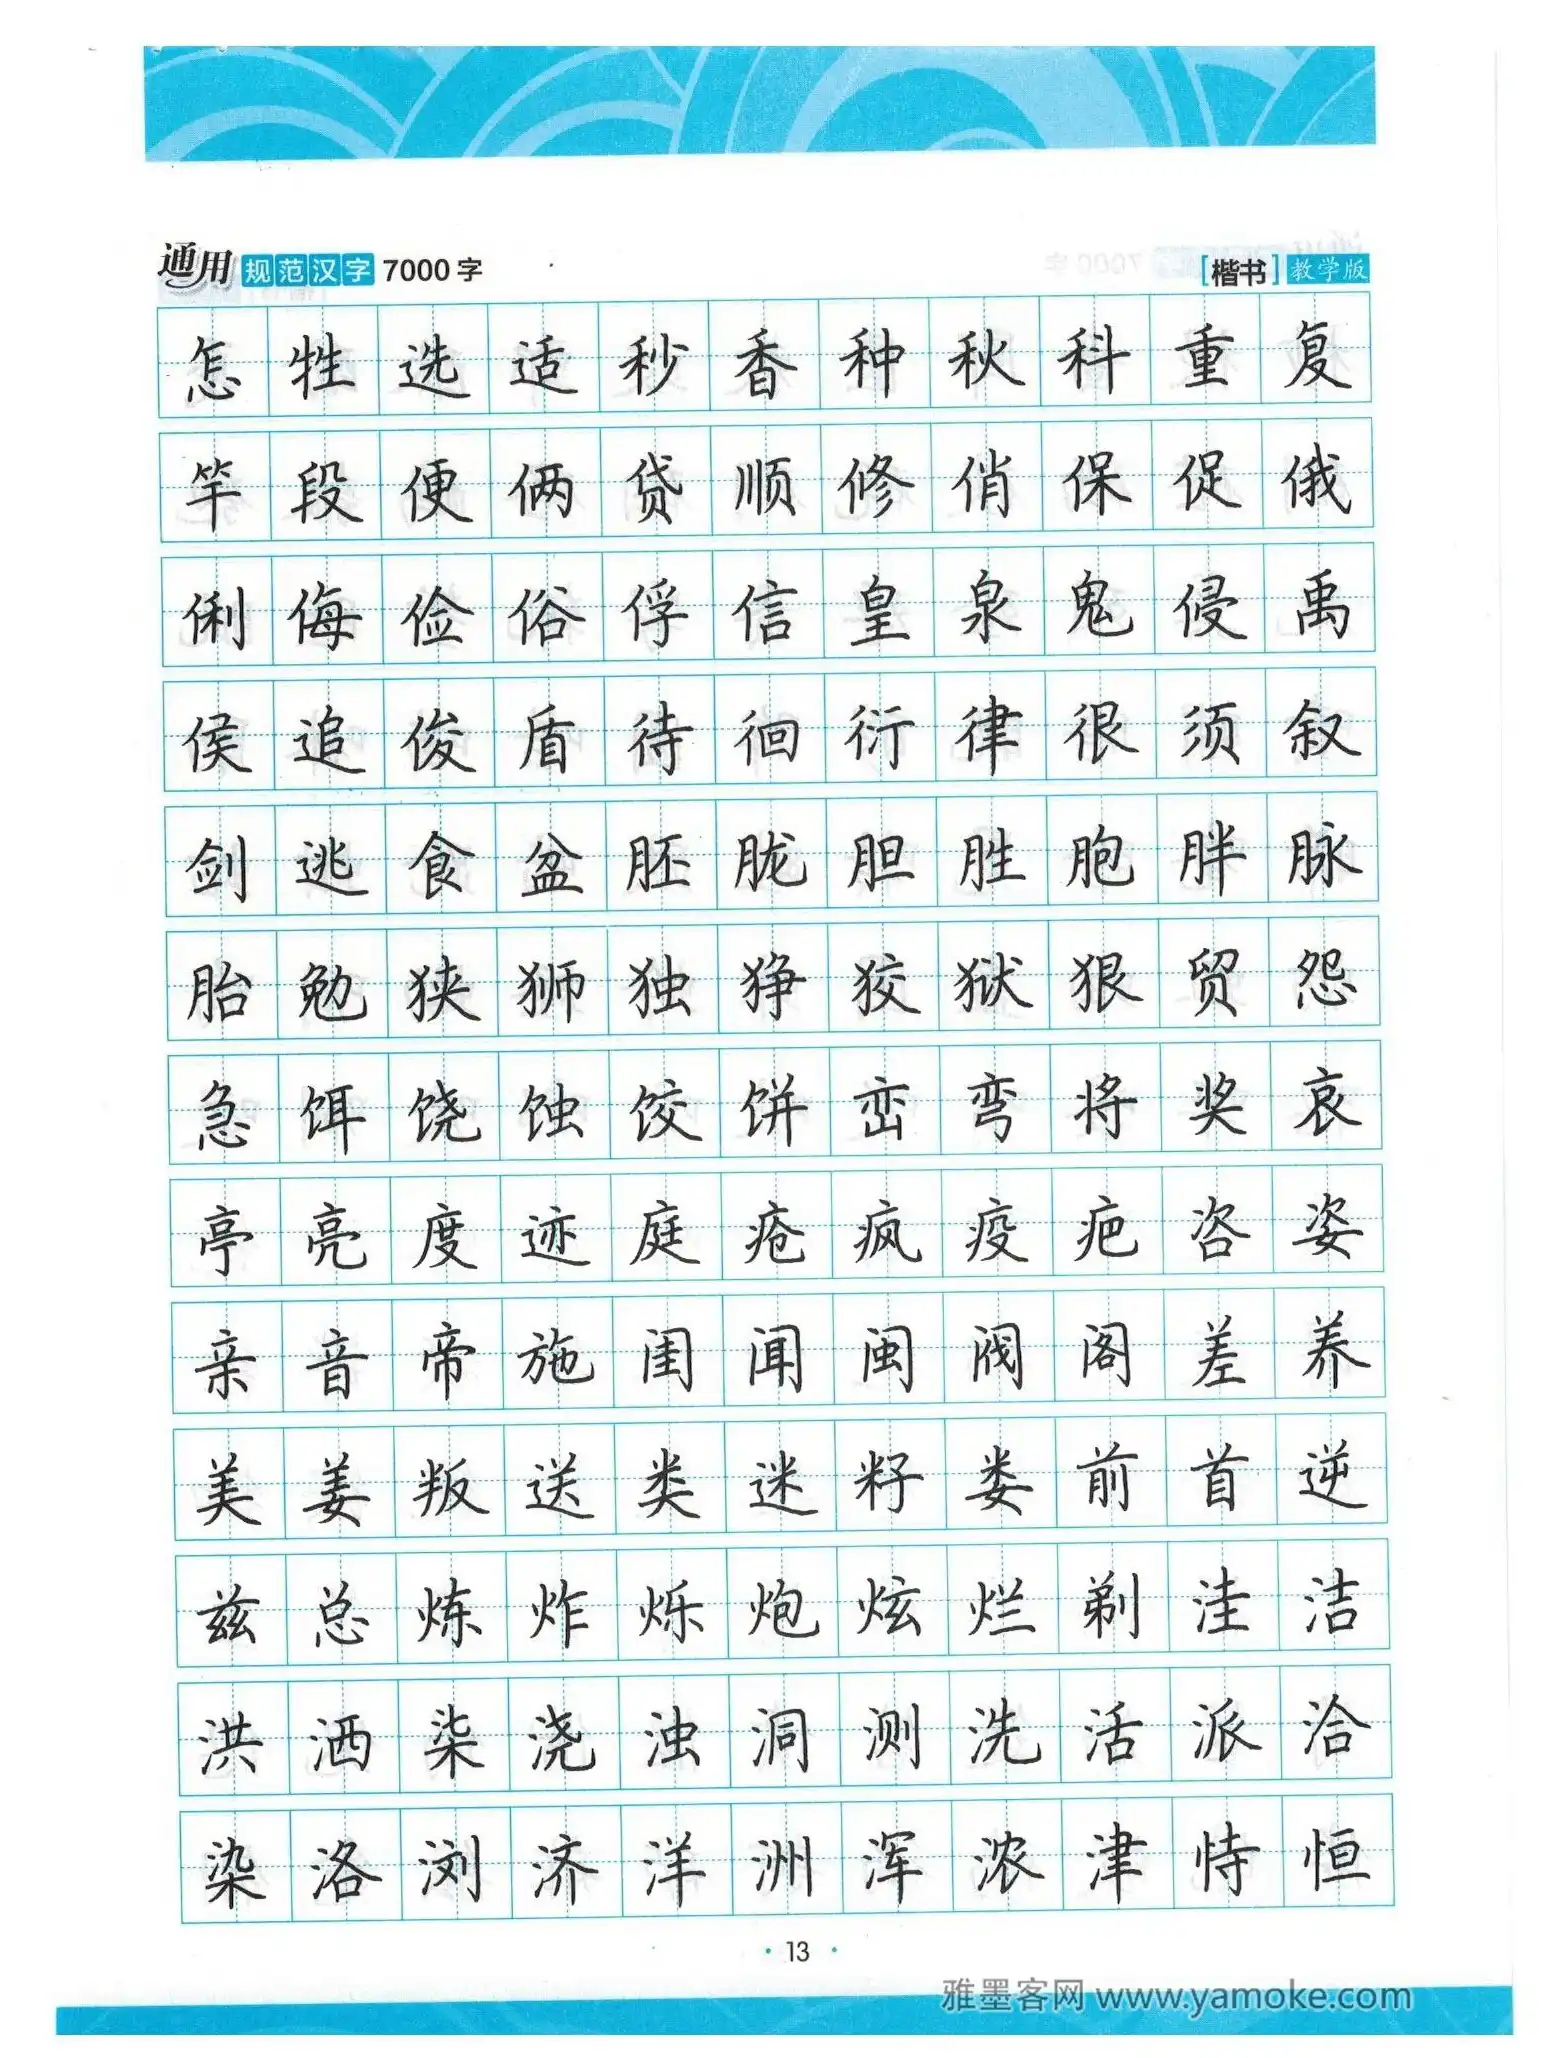 通用规范汉字7000字 [楷书]教学版
怎牲选适秒香种秋科重复
竿段便俩贷顺修俏保促俄
俐侮俭俗俘信皇泉鬼侵禹
侯追俊盾待徊衍律很须叙
剑逃食盆胚胧胆胜胞胖脉
胎勉狭狮独狰狡狱狠贸怨
急饵饶蚀饺饼峦弯将奖哀
亭亮度迹庭疮疯疫疤咨姿
亲音帝施闺闻闽阀阁差养
美姜叛送类迷籽娄前首逆
兹总炼炸烁炮炫烂剃洼洁
洪洒柒浇浊洞测洗活派洽
染洛浏济洋洲浑浓津恃恒
·13·
雅墨客网 www.yamoke.com